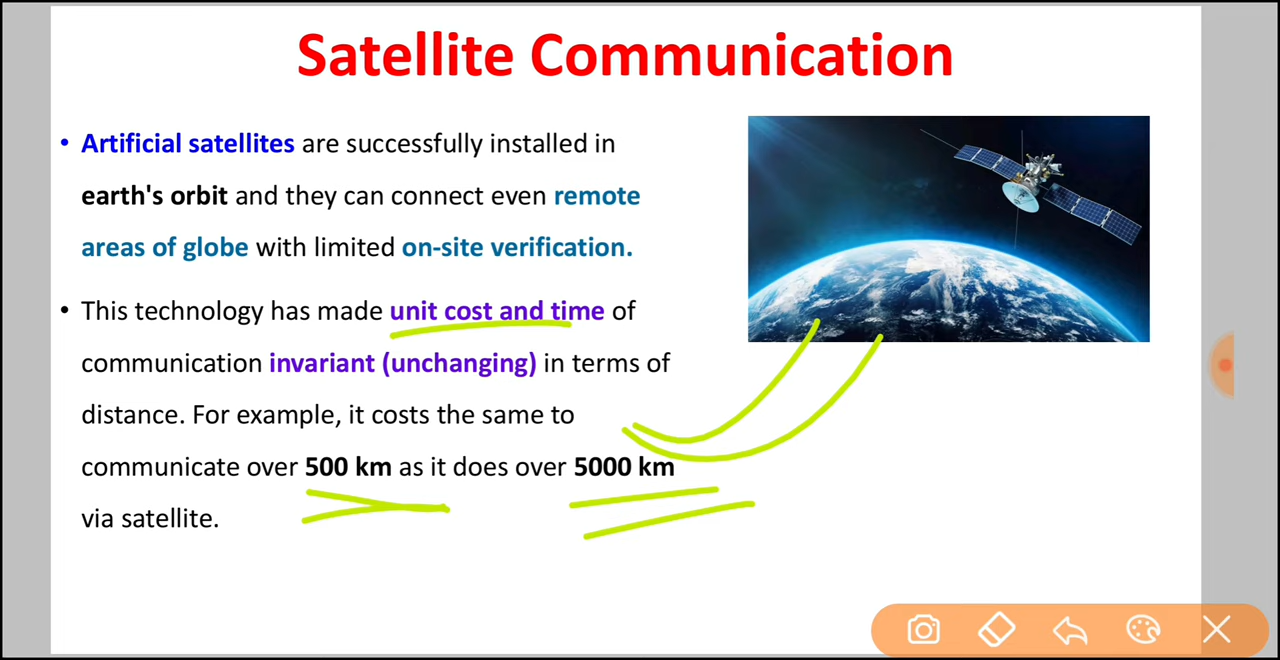 Satellite Communication
• Artificial satellites are successfully installed in
earth's orbit and they can connect even remote
areas of globe with limited on-site verification.
• This technology has made unit cost and time of
communication invariant (unchanging) in terms of
distance. For example, it costs the same to
communicate over 500 km as it does over 5000 km
via satellite.